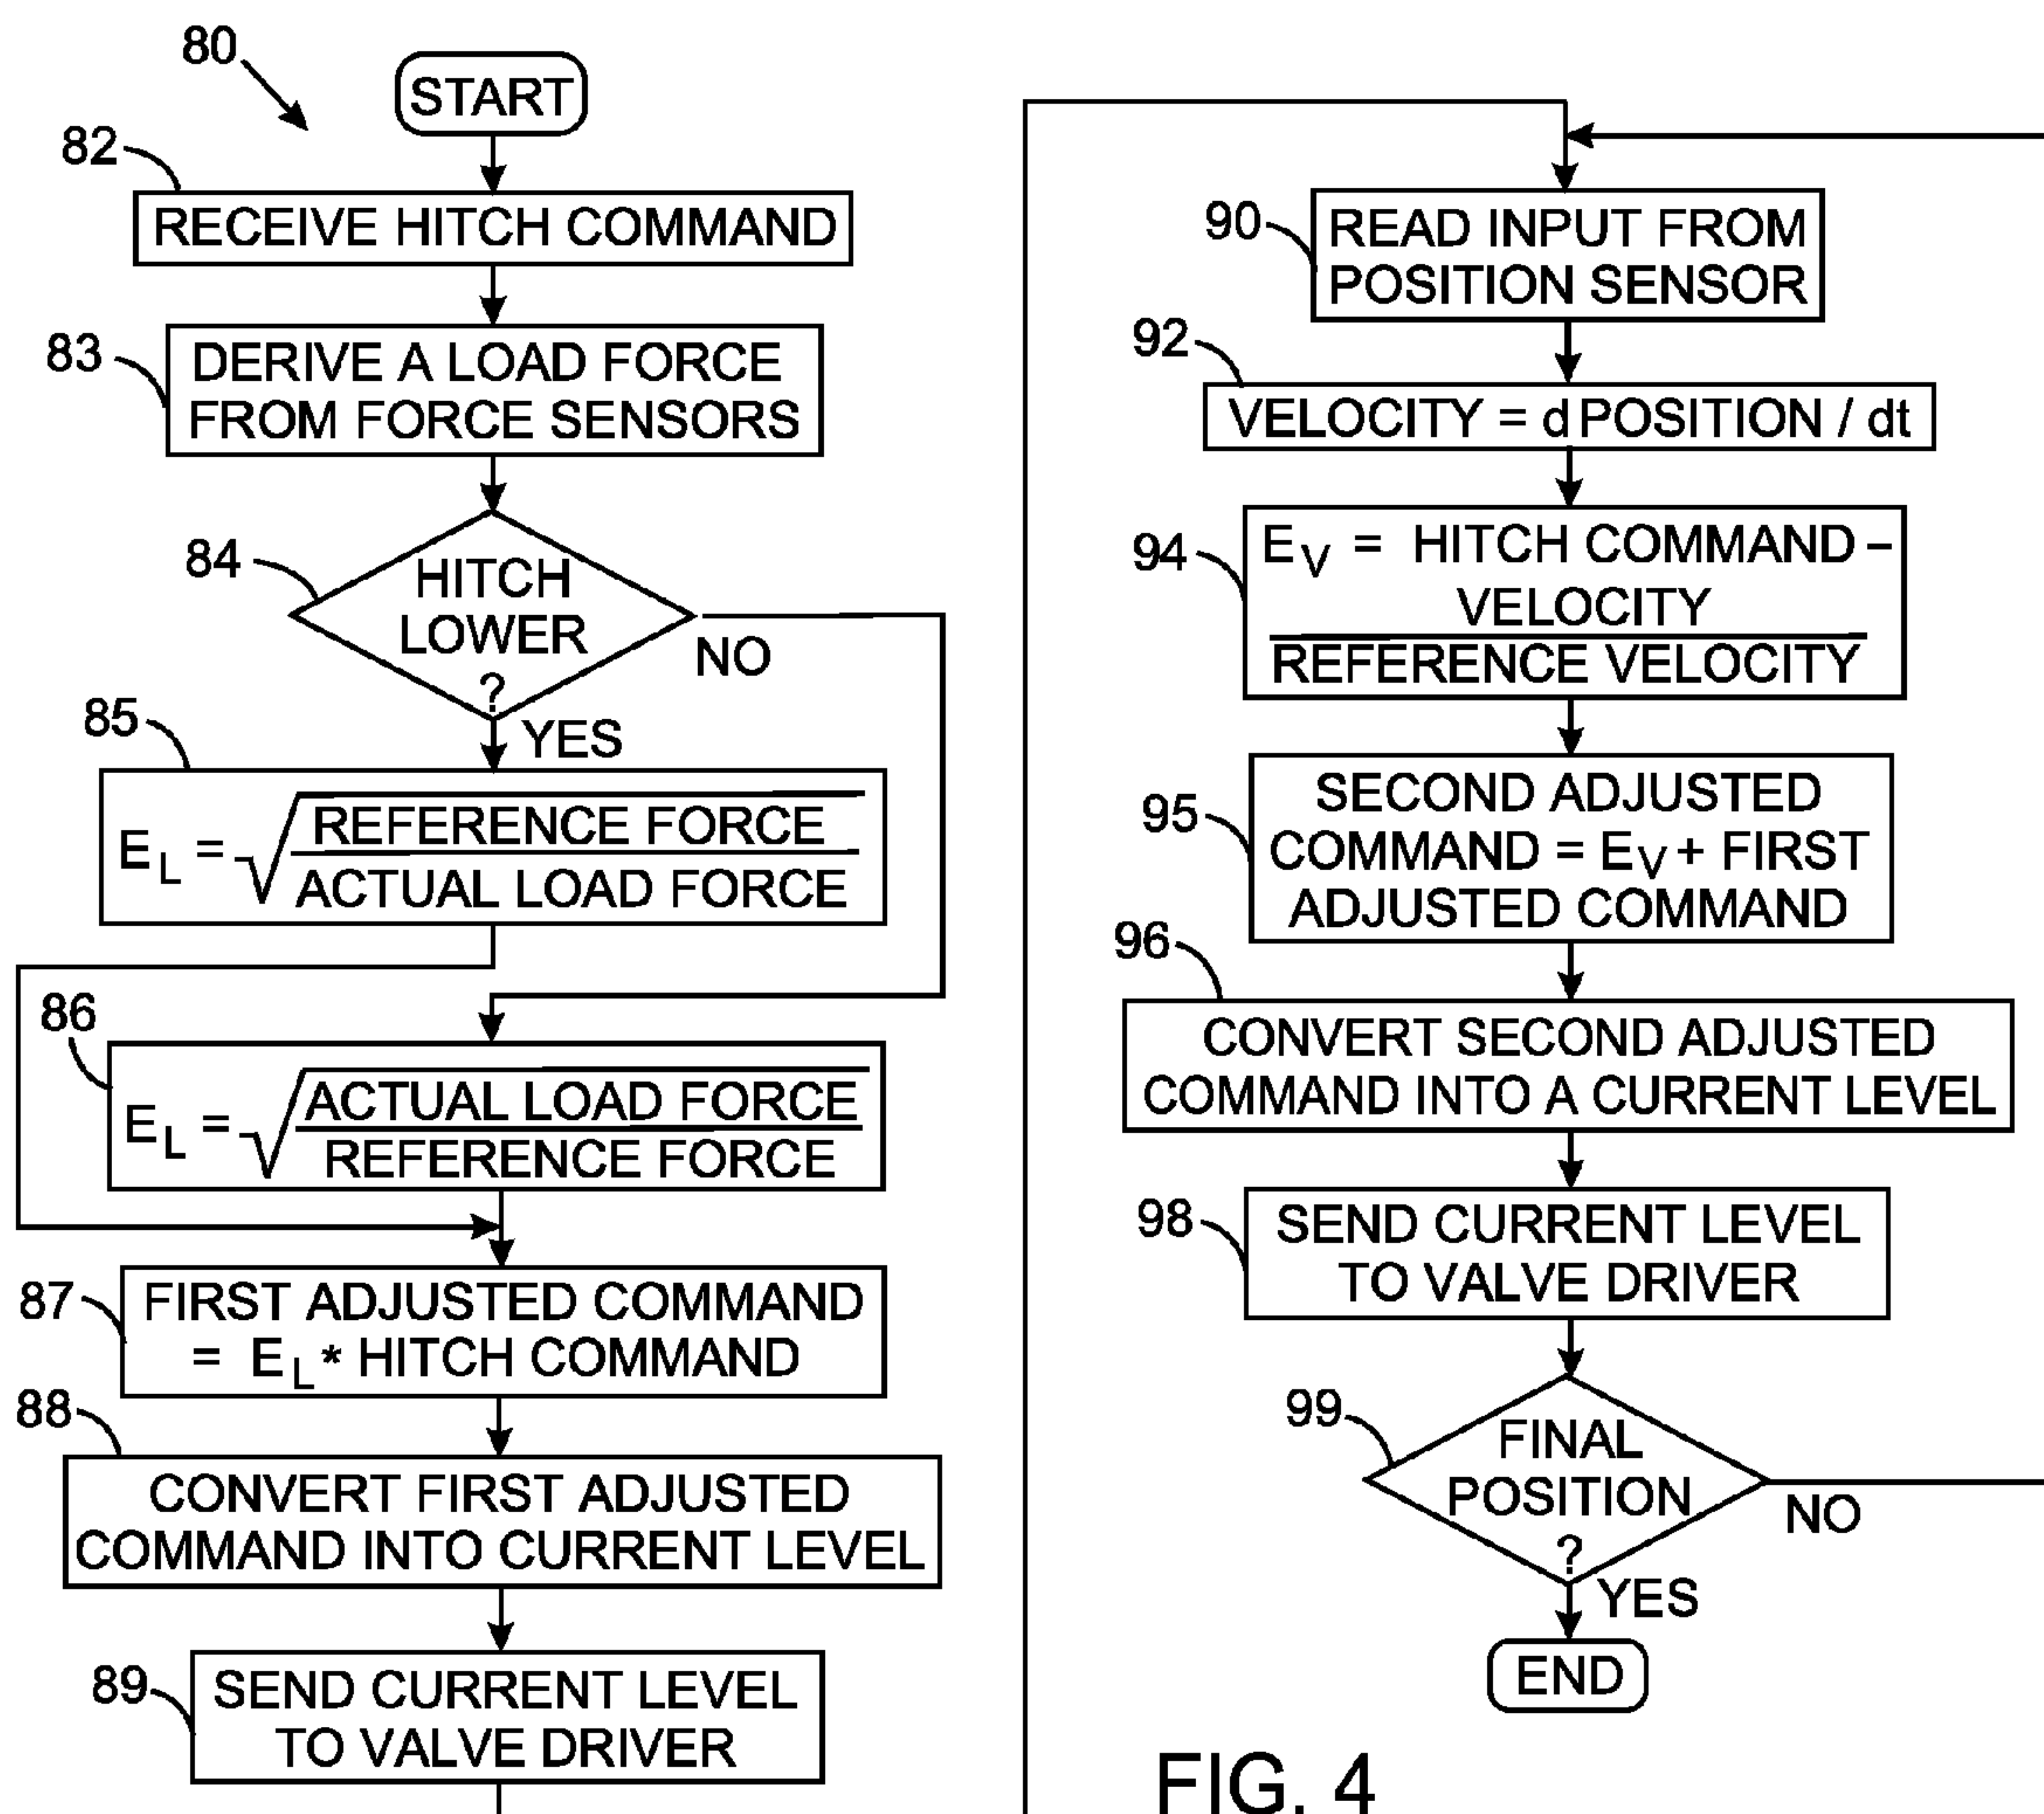 80
START
82
RECEIVE HITCH COMMAND
83
DERIVE A LOAD FORCE
FROM FORCE SENSORS
84
HITCH
LOWER
?
NO
YES
85
E L = √ REFERENCE FORCE
ACTUAL LOAD FORCE
86
E L = √ ACTUAL LOAD FORCE
REFERENCE FORCE
87
FIRST ADJUSTED COMMAND
= E L * HITCH COMMAND
88
CONVERT FIRST ADJUSTED
COMMAND INTO CURRENT LEVEL
89
SEND CURRENT LEVEL
TO VALVE DRIVER
90
READ INPUT FROM
POSITION SENSOR
92
VELOCITY = d POSITION / dt
94
E V = HITCH COMMAND –
VELOCITY
REFERENCE VELOCITY
95
SECOND ADJUSTED
COMMAND = E V + FIRST
ADJUSTED COMMAND
96
CONVERT SECOND ADJUSTED
COMMAND INTO A CURRENT LEVEL
98
SEND CURRENT LEVEL
TO VALVE DRIVER
99
FINAL
POSITION
?
NO
YES
END
FIG. 4